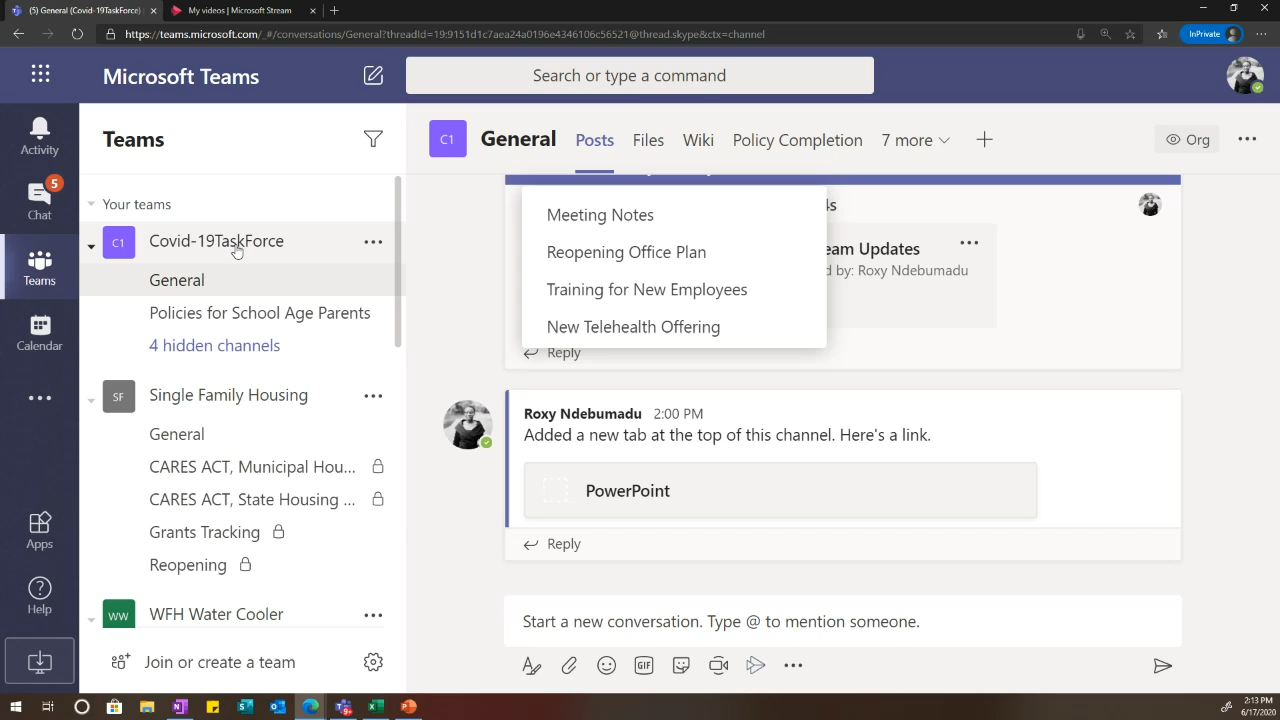 (5) General (Covid-19TaskForce)
My videos | Microsoft Stream
https://teams.microsoft.com/_#/conversations/General?threadId=19:9151d1c7aea24a0196e4346106c56521@thread.skype&ctx=channel
InPrivate
Microsoft Teams
Search or type a command
Activity
5
Chat
Teams
Calendar
Apps
Help
Teams
Your teams
C1 Covid-19TaskForce
General
Policies for School Age Parents
4 hidden channels
SF Single Family Housing
General
CARES ACT, Municipal Hou...
CARES ACT, State Housing ...
Grants Tracking
Reopening
WW WFH Water Cooler
Join or create a team
C1 General Posts Files Wiki Policy Completion 7 more
Org
Meeting Notes
Reopening Office Plan
Training for New Employees
New Telehealth Offering
eam Updates
d by: Roxy Ndebumadu
Reply
Roxy Ndebumadu 2:00 PM
Added a new tab at the top of this channel. Here's a link.
PowerPoint
Reply
Start a new conversation. Type @ to mention someone.
GIF
2:13 PM
6/17/2020